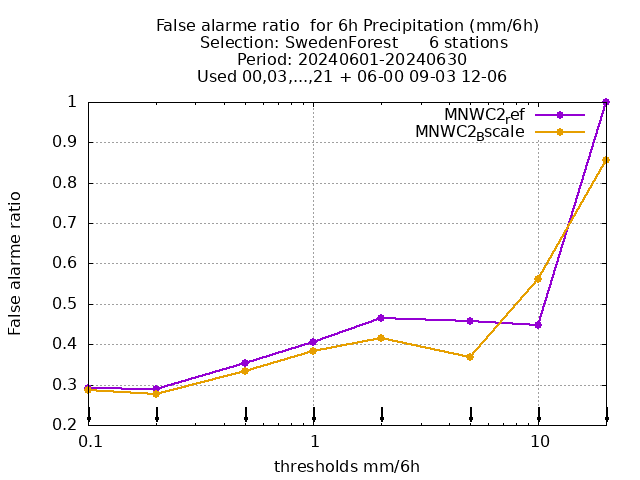 False alarme ratio  for 6h Precipitation (mm/6h)
Selection: SwedenForest      6 stations
Period: 20240601-20240630
Used 00,03,...,21 + 06-00 09-03 12-06
MNWC2ref
MNWC2Bscale
1
0.9
0.8
0.7
0.6
0.5
0.4
0.3
0.2
False alarme ratio
0.1 1 10
thresholds mm/6h